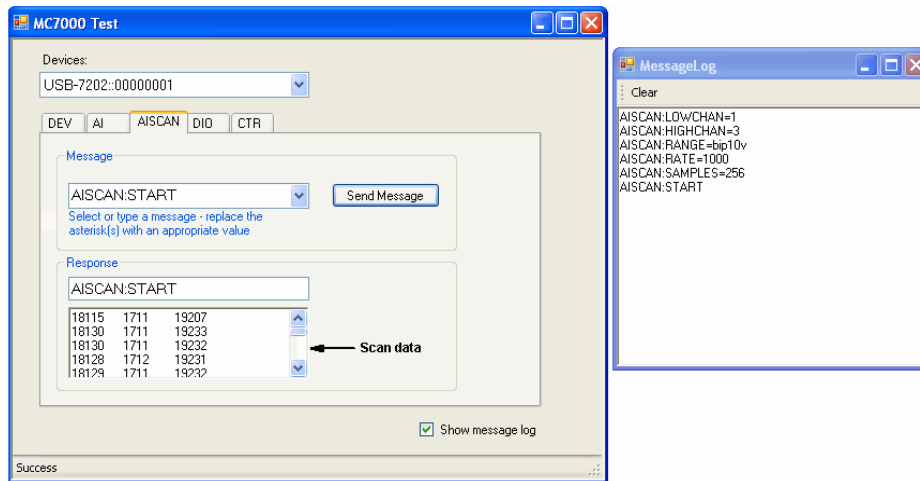 MC7000 Test
Devices:
USB-7202::00000001
DEV AI AISCAN DIO CTR
Message
AISCAN:START
Send Message
Select or type a message - replace the
asterisk(s) with an appropriate value
Response
AISCAN:START
18115 1711 19207
18130 1711 19233
18130 1711 19232
18128 1712 19231
18129 1711 19232
Scan data
Show message log
Success
MessageLog
Clear
AISCAN:LOWCHAN=1
AISCAN:HIGHCHAN=3
AISCAN:RANGE=bip10v
AISCAN:RATE=1000
AISCAN:SAMPLES=256
AISCAN:START